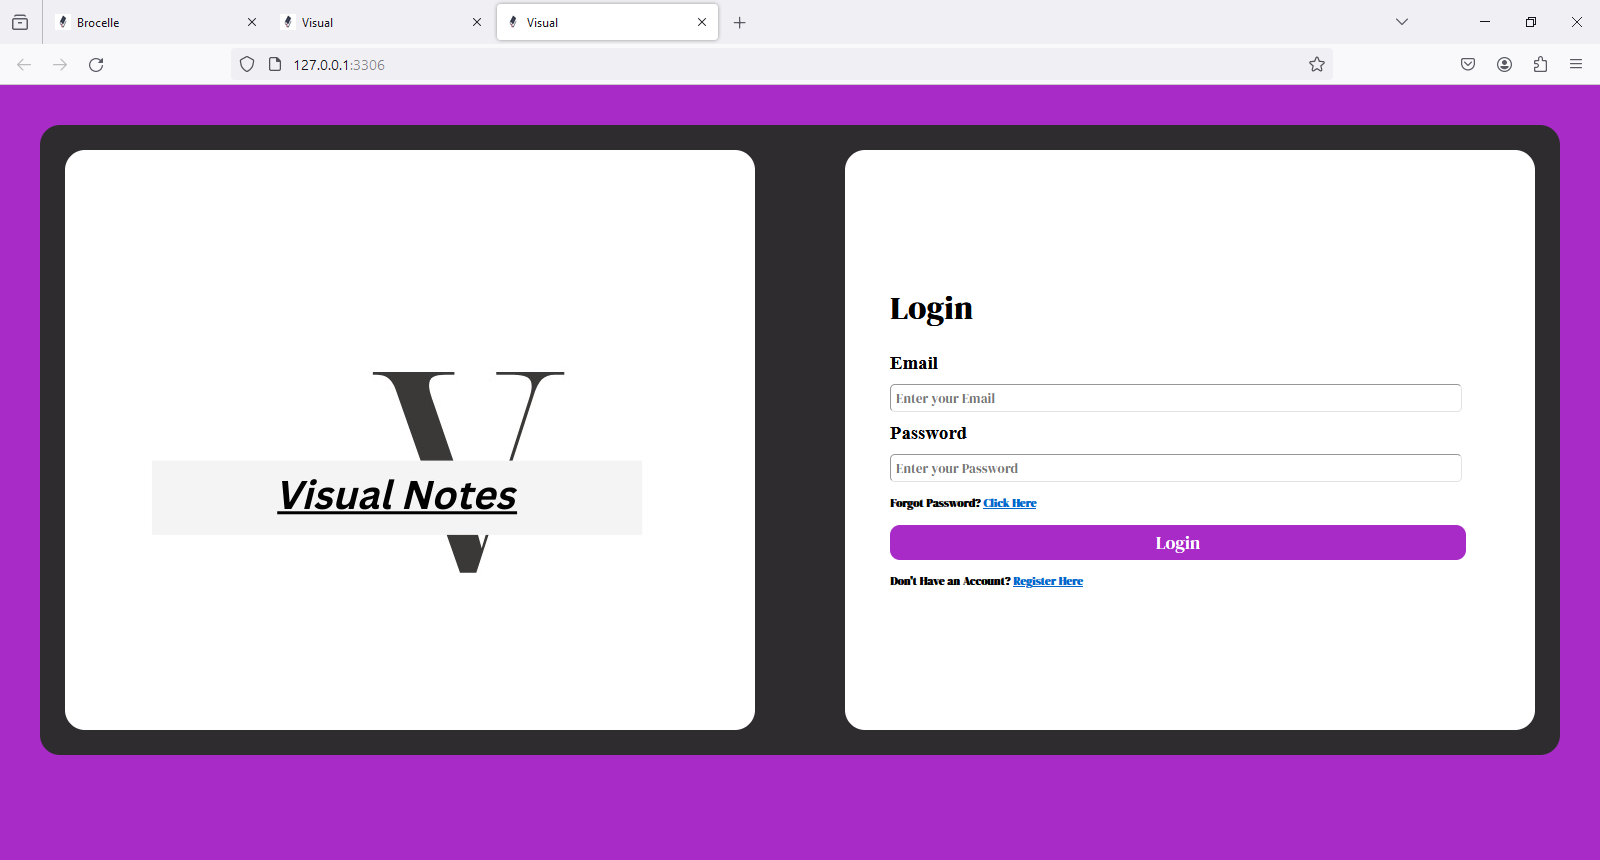 Brocelle
Visual
Visual
127.0.0.1:3306
V
Visual Notes
Login
Email
Enter your Email
Password
Enter your Password
Forgot Password? Click Here
Login
Don't Have an Account? Register Here